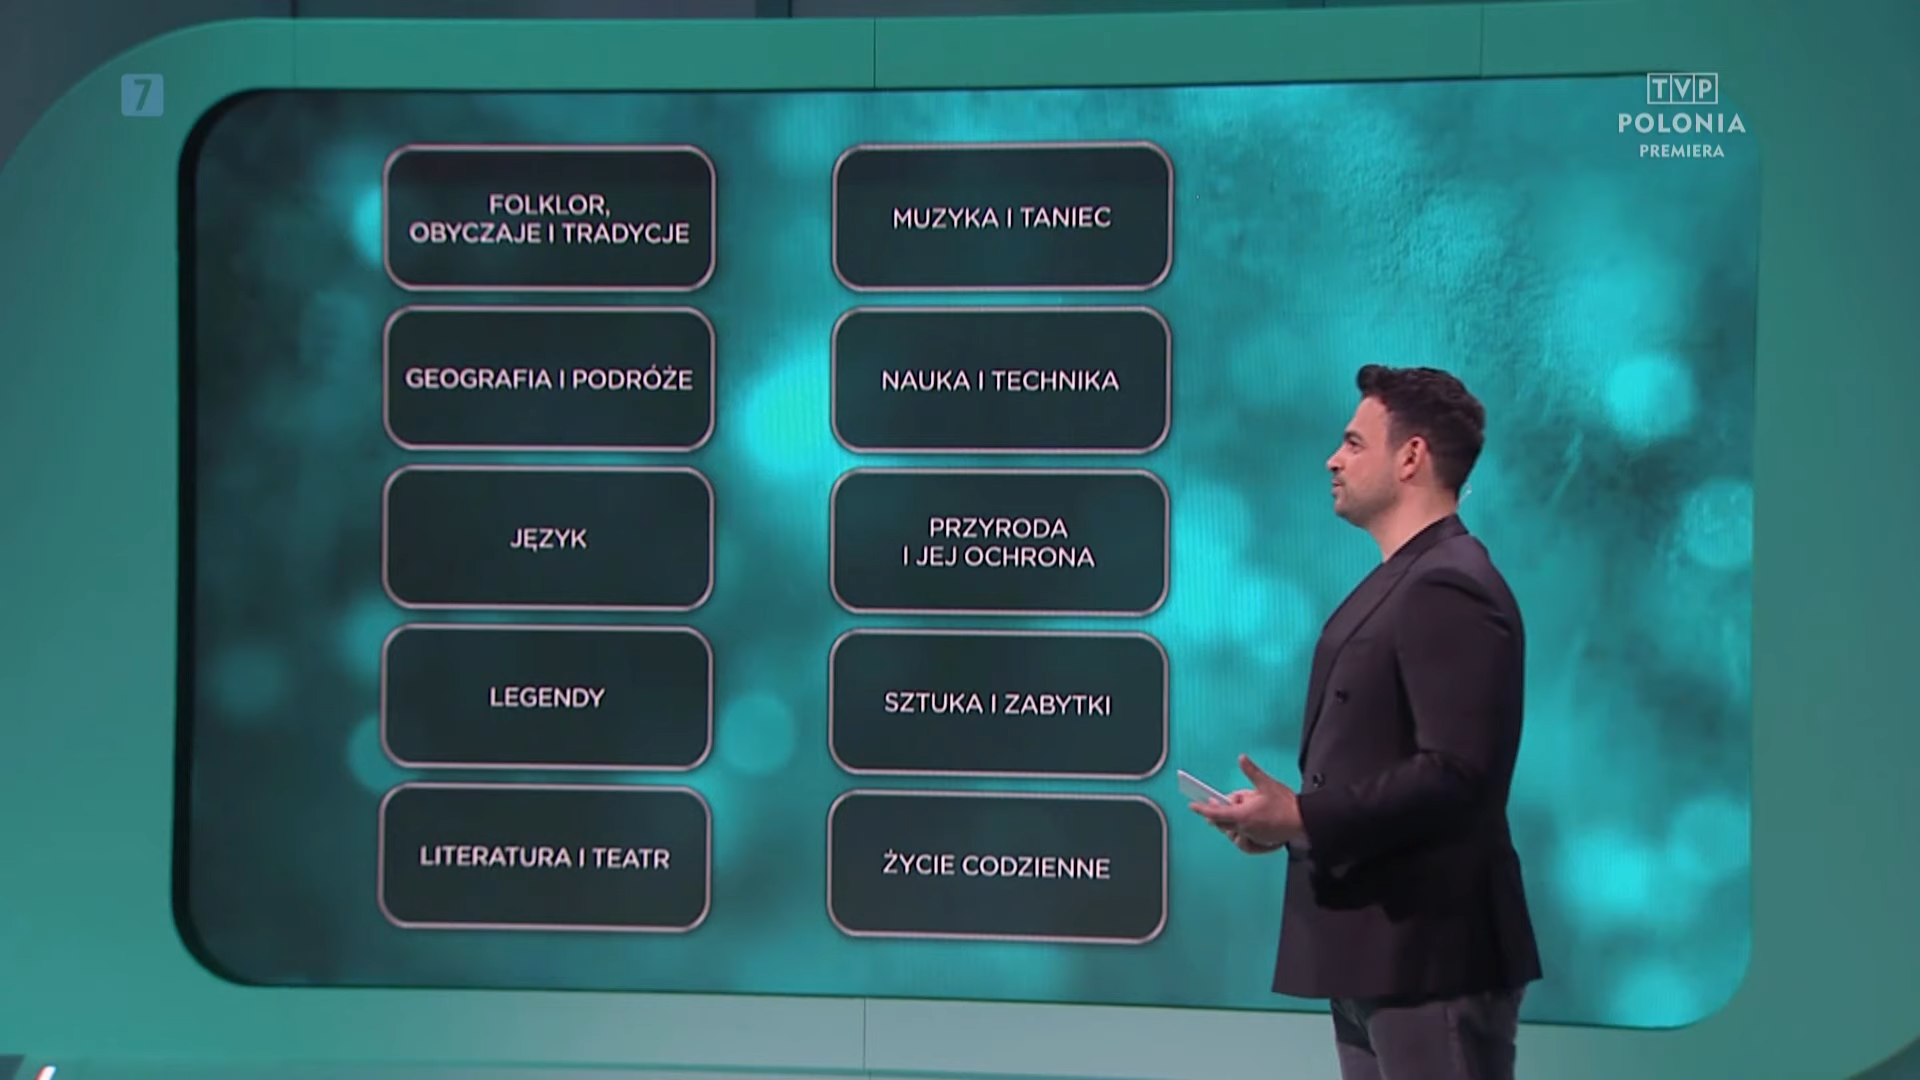 7
TVP
POLONIA
PREMIERA
FOLKLOR,
OBYCZAJE I TRADYCJE
GEOGRAFIA I PODRÓŻE
JĘZYK
LEGENDY
LITERATURA I TEATR
MUZYKA I TANIEC
NAUKA I TECHNIKA
PRZYRODA
I JEJ OCHRONA
SZTUKA I ZABYTKI
ŻYCIE CODZIENNE